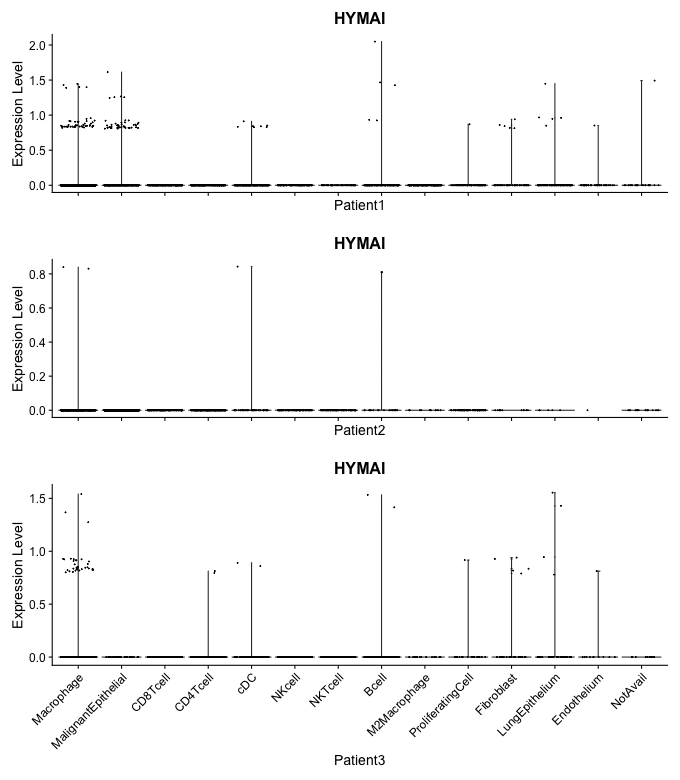 HYMAI
Expression Level
2.0
1.5
1.0
0.5
0.0
Patient1
HYMAI
Expression Level
0.8
0.6
0.4
0.2
0.0
Patient2
HYMAI
Expression Level
1.5
1.0
0.5
0.0
Macrophage
MalignantEpithelial
CD8Tcell
CD4Tcell
cDC
NKcell
NKTcell
Bcell
M2Macrophage
ProliferatingCell
Fibroblast
LungEpithelium
Endothelium
NotAvail
Patient3